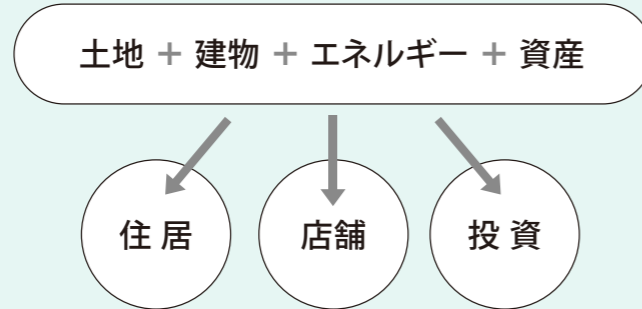 土地 + 建物 + エネルギー + 資産
住居
店舗
投資